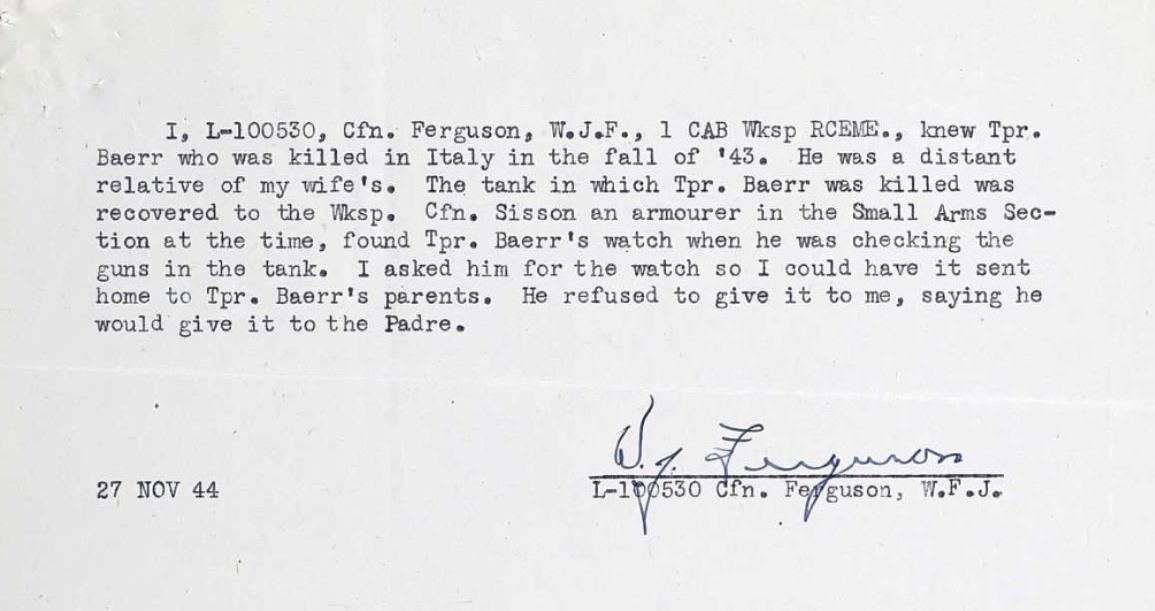 I, L-100530, Cfn. Ferguson, W.J.F., 1 CAB Wksp RCEME., knew Tpr.
Baerr who was killed in Italy in the fall of '43. He was a distant
relative of my wife's. The tank in which Tpr. Baerr was killed was
recovered to the Wksp. Cfn. Sisson an armourer in the Small Arms Sec-
tion at the time, found Tpr. Baerr's watch when he was checking the
guns in the tank. I asked him for the watch so I could have it sent
home to Tpr. Baerr's parents. He refused to give it to me, saying he
would give it to the Padre.
W. J. Ferguson
27 NOV 44
L-100530 Cfn. Ferguson, W.F.J.